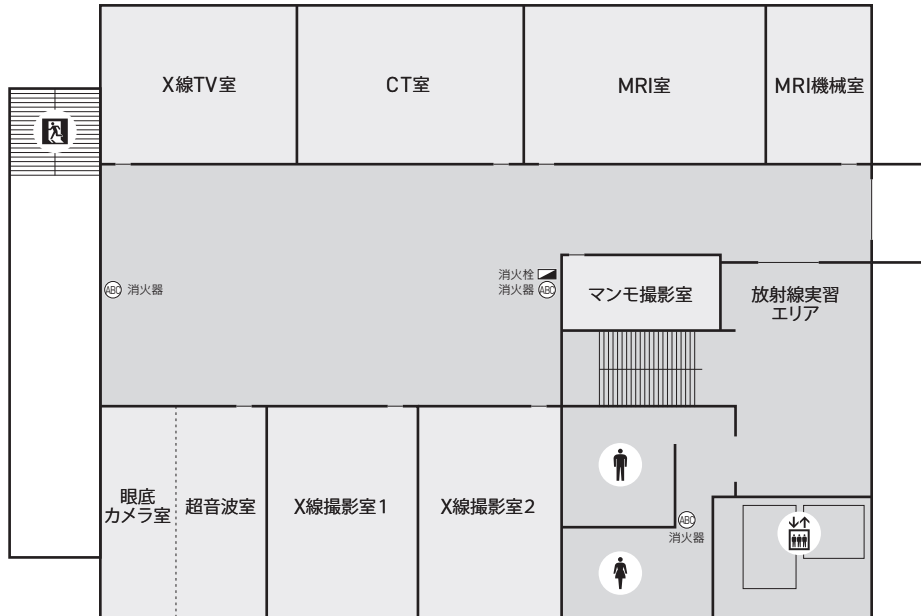 X線TV室
CT室
MRI室
MRI機械室
ABC 消火器
消火栓
消火器 ABC
マンモ撮影室
放射線実習
エリア
眼底
カメラ室
超音波室
X線撮影室1
X線撮影室2
ABC
消火器